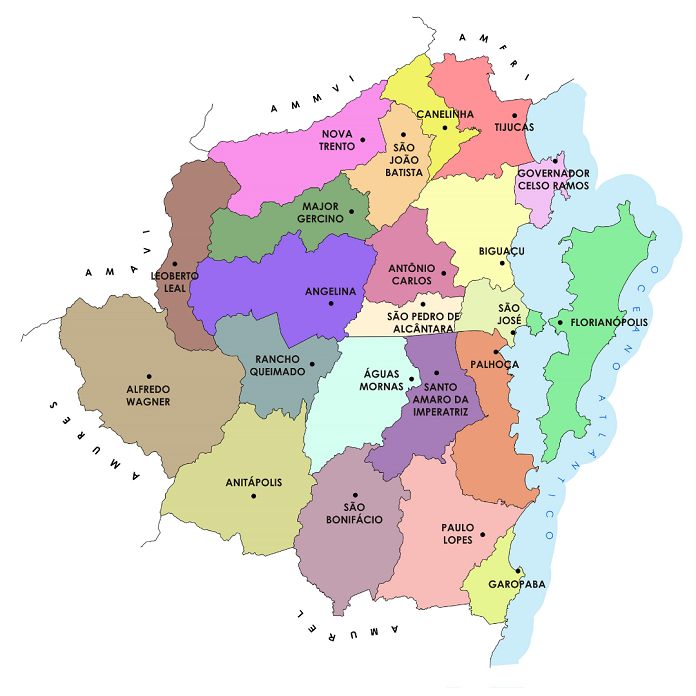 AMFRI
AMMVI
CANELINHA
TIJUCAS
NOVA
TRENTO
SÃO
JOÃO
BATISTA
GOVERNADOR
CELSO RAMOS
MAJOR
GERCINO
BIGUAÇU
AMAVI
LEOBERTO
LEAL
ANTÔNIO
CARLOS
ANGELINA
SÃO PEDRO DE
ALCÂNTARA
SÃO
JOSÉ
FLORIANÓPOLIS
OCEANO ATLÂNTICO
RANCHO
QUEIMADO
ÁGUAS
MORNAS
PALHOÇA
SANTO
AMARO DA
IMPERATRIZ
ALFREDO
WAGNER
AMURES
ANITÁPOLIS
SÃO
BONIFÁCIO
PAULO
LOPES
GAROPABA
AMUREL